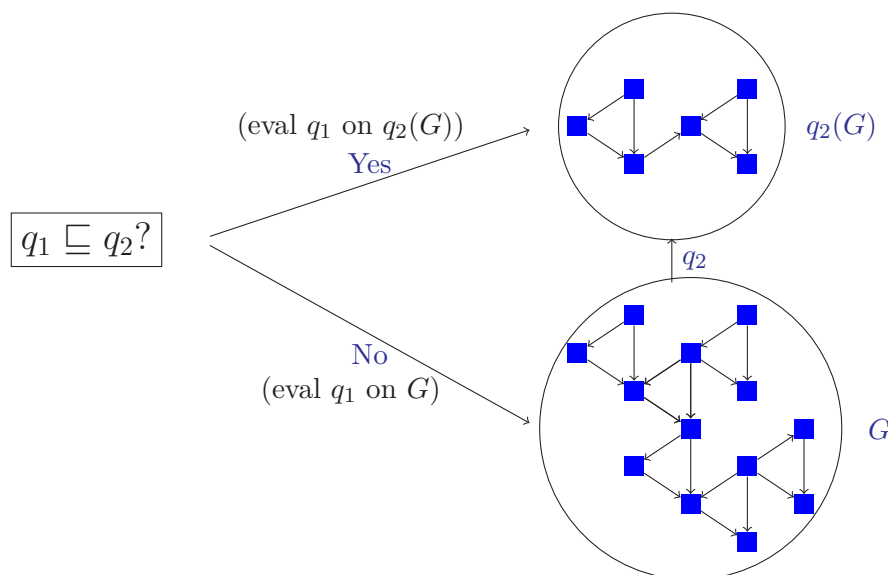 (eval q₁ on q₂(G))
Yes
q₂(G)
q₁ ⊑ q₂?
q₂
No
(eval q₁ on G)
G